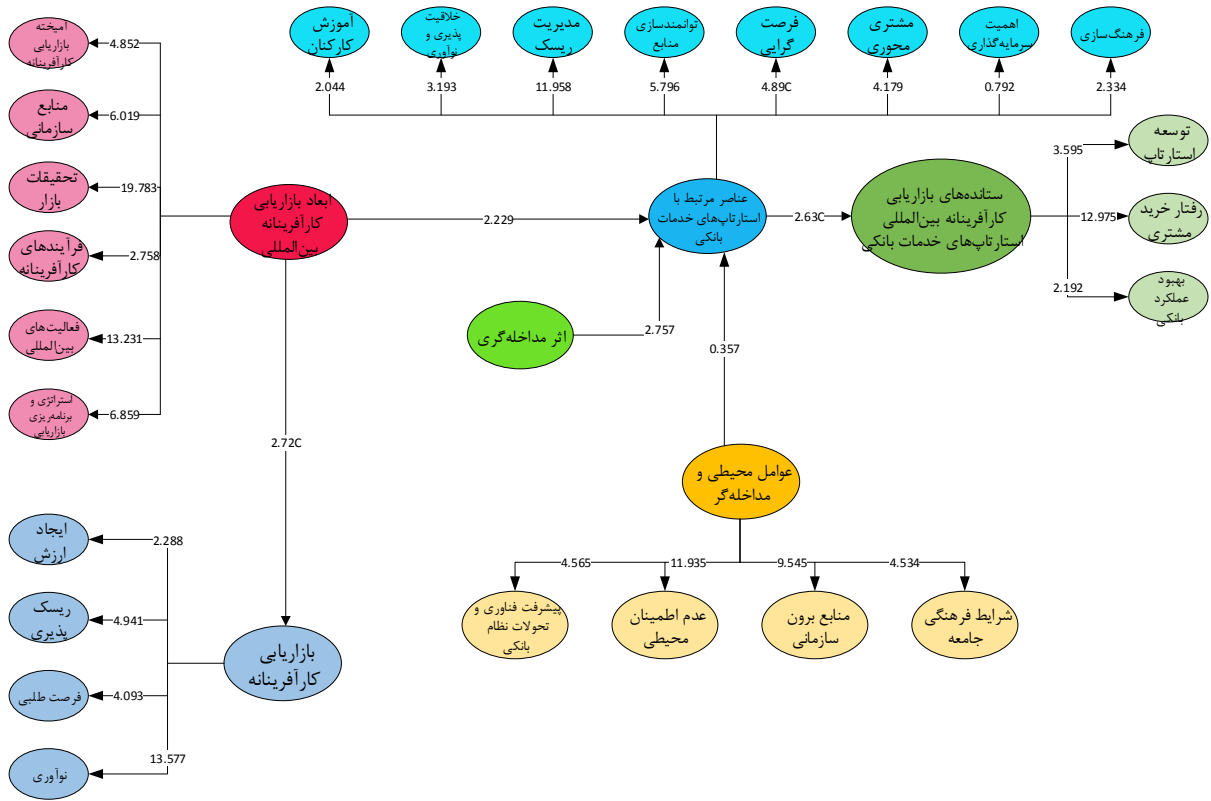 آمیخته
بازاریابی
کارآفرینانه
4.852
منابع
سازمانی
6.019
تحقیقات
بازار
19.783
فرآیندهای
کارآفرینانه
2.758
فعالیت‌های
بین‌المللی
13.231
استراتژی و
برنامه‌ریزی
بازاریابی
6.859
ابعاد بازاریابی
کارآفرینانه
بین‌المللی
2.229
2.72C
آموزش
کارکنان
2.044
خلاقیت
پذیری و
نوآوری
3.193
مدیریت
ریسک
11.958
توانمندسازی
منابع
5.796
فرصت
گرایی
4.89C
مشتری
محوری
4.179
اهمیت
سرمایه‌گذاری
0.792
فرهنگ‌سازی
2.334
عناصر مرتبط با
استارتاپ‌های خدمات
بانکی
2.63C
ستانده‌های بازاریابی
کارآفرینانه بین‌المللی
استارتاپ‌های خدمات بانکی
توسعه
استارتاپ
3.595
رفتار خرید
مشتری
12.975
بهبود
عملکرد
بانکی
2.192
اثر مداخله‌گری
2.757
0.357
عوامل محیطی و
مداخله‌گر
4.565
11.935
9.545
4.534
پیشرفت فناوری و
تحولات نظام
بانکی
عدم اطمینان
محیطی
منابع برون
سازمانی
شرایط فرهنگی
جامعه
ایجاد
ارزش
2.288
ریسک
پذیری
4.941
فرصت طلبی
4.093
نوآوری
13.577
بازاریابی
کارآفرینانه